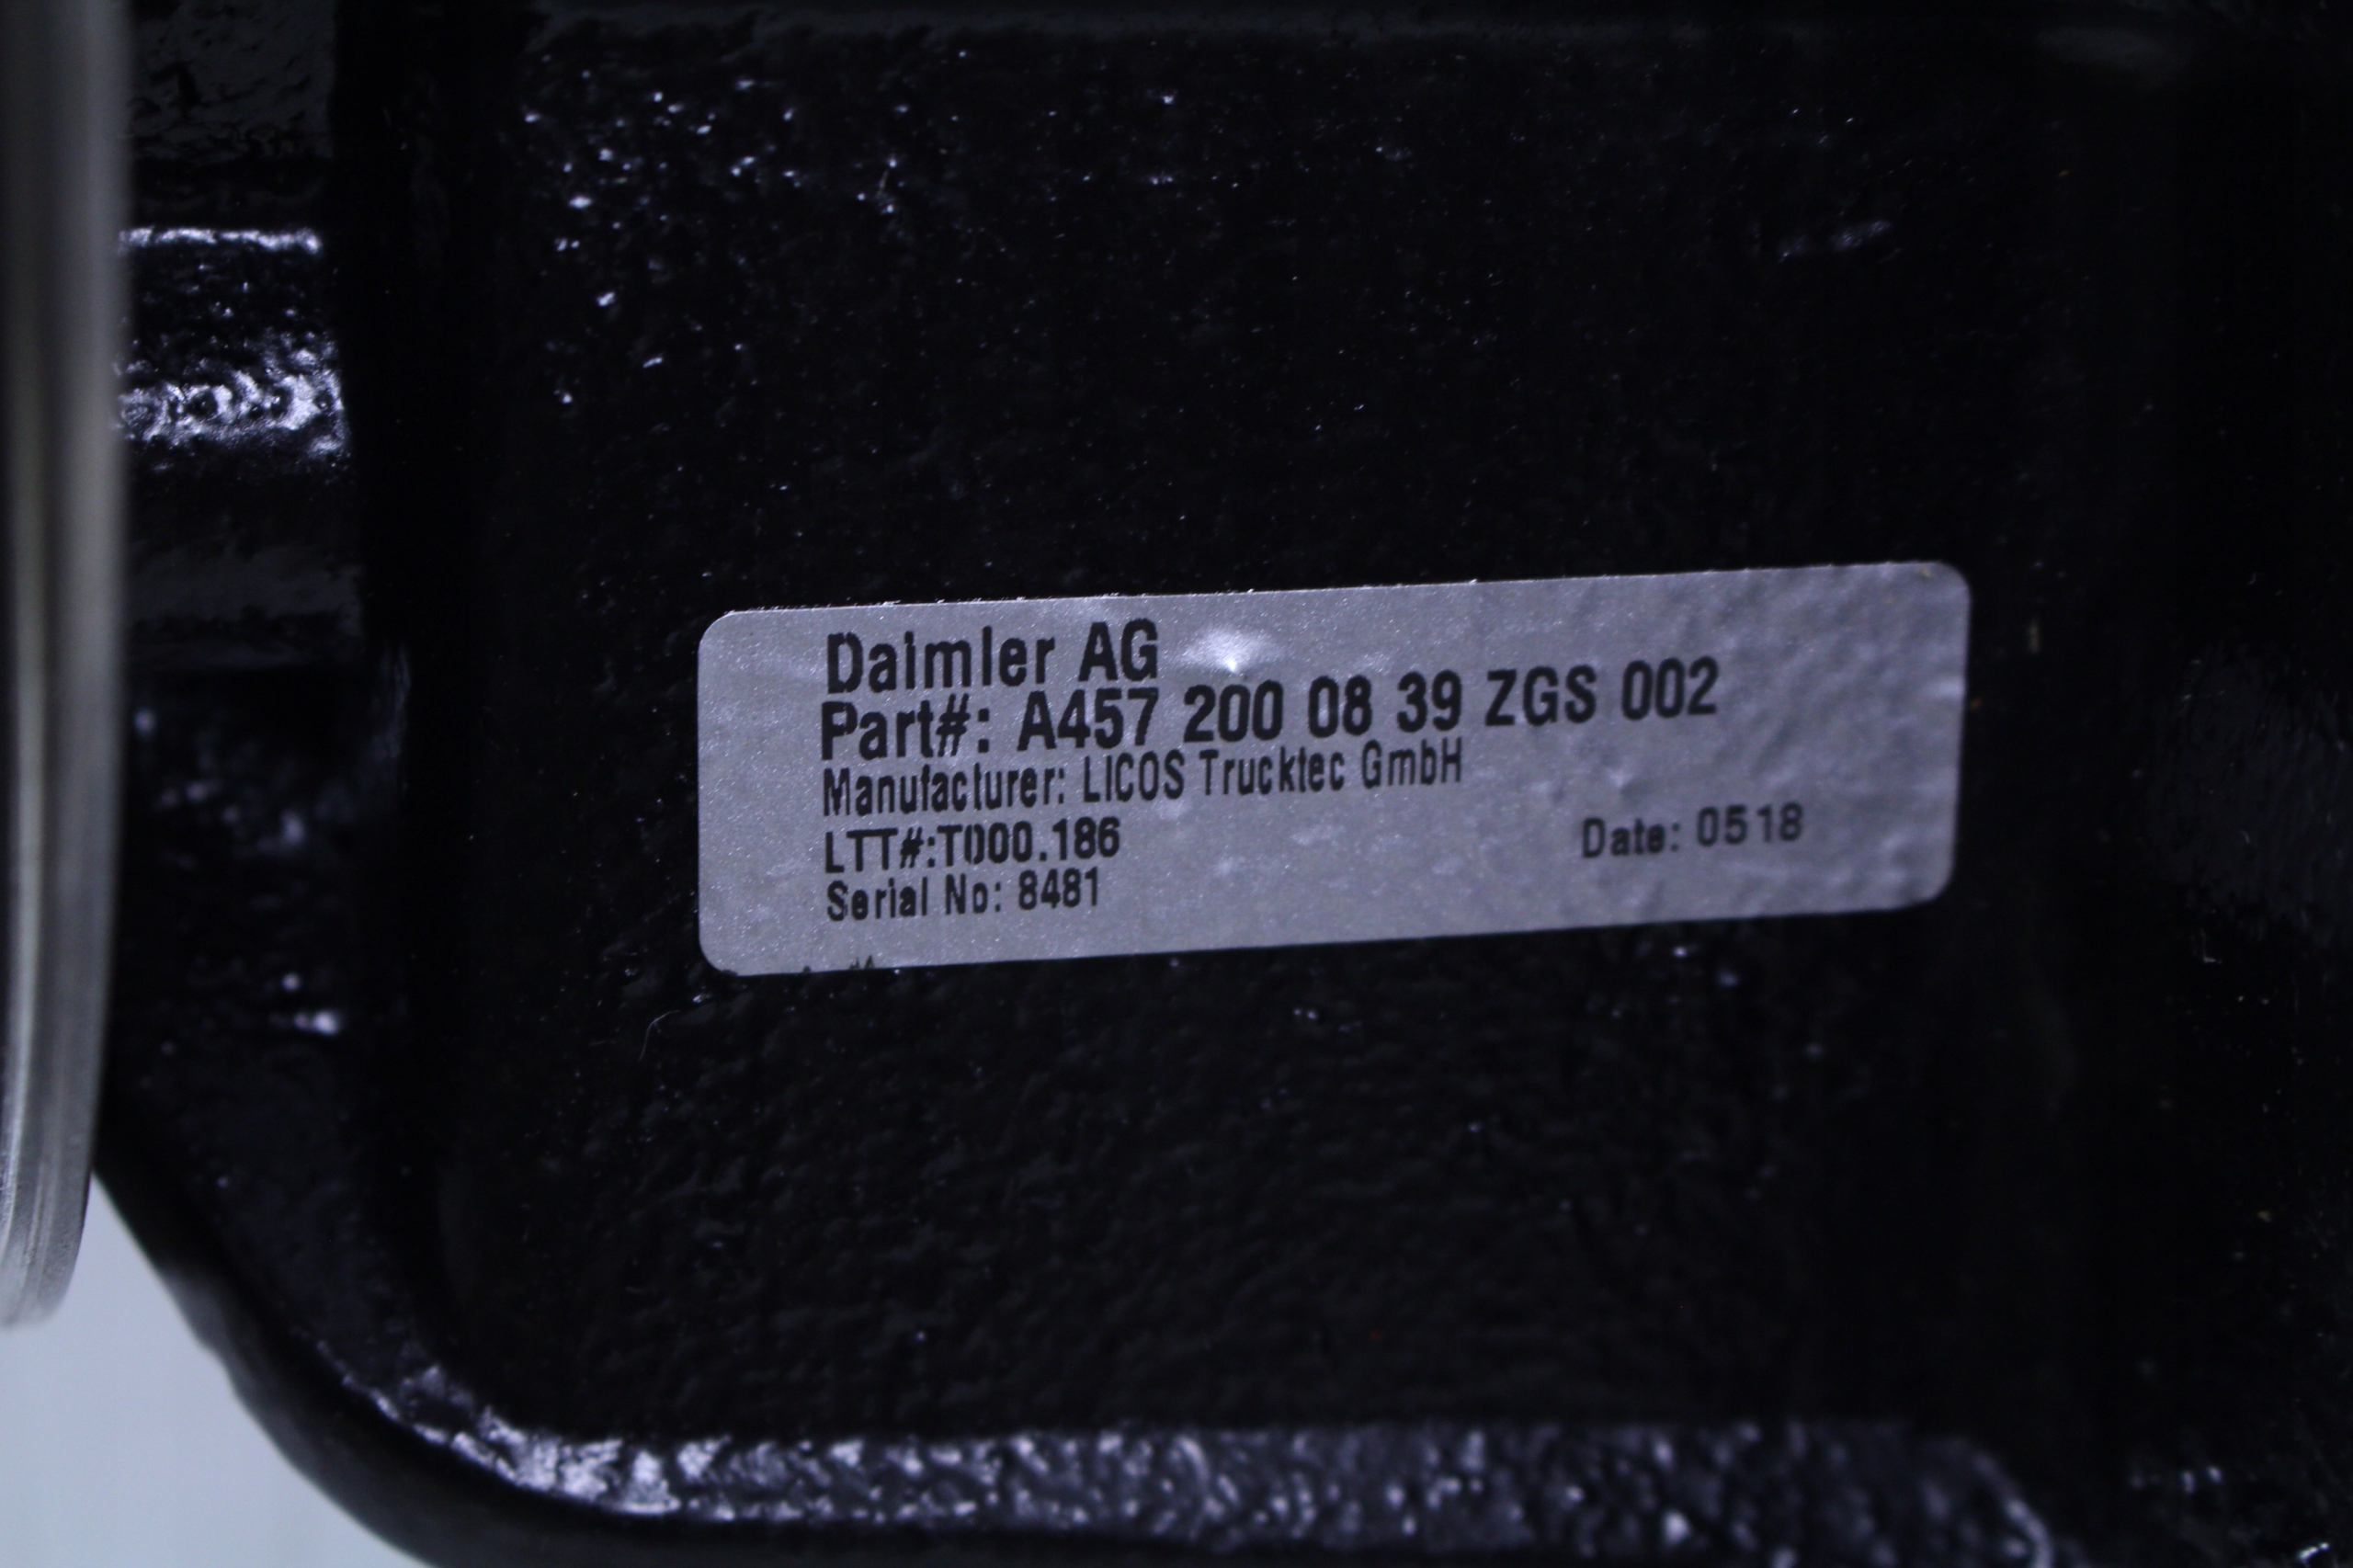 Daimler AG
Part#: A457 200 08 39 ZGS 002
Manufacturer: LICOS Trucktec GmbH
LTT#:T000.186
Date: 0518
Serial No: 8481